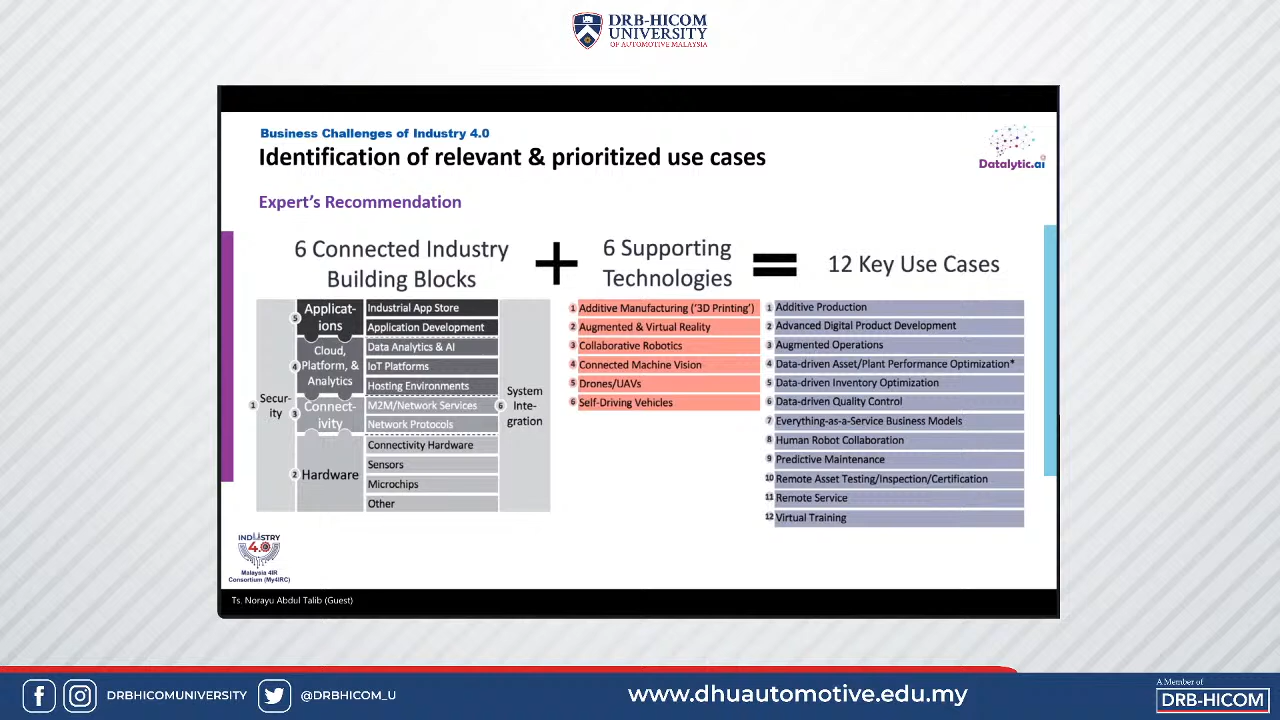 DRB-HICOM
UNIVERSITY
OF AUTOMOTIVE MALAYSIA
Business Challenges of Industry 4.0
Identification of relevant & prioritized use cases
Datalytic.ai
Expert's Recommendation
6 Connected Industry
Building Blocks
+
6 Supporting
Technologies
=
12 Key Use Cases
1
Secur-
ity
5
Applicat-
ions
Industrial App Store
Application Development
4
Cloud,
Platform, &
Analytics
Data Analytics & AI
IoT Platforms
Hosting Environments
3
Connect-
ivity
M2M/Network Services
Network Protocols
2
Hardware
Connectivity Hardware
Sensors
Microchips
Other
6
System
Inte-
gration
1 Additive Manufacturing ('3D Printing')
2 Augmented & Virtual Reality
3 Collaborative Robotics
4 Connected Machine Vision
5 Drones/UAVs
6 Self-Driving Vehicles
1 Additive Production
2 Advanced Digital Product Development
3 Augmented Operations
4 Data-driven Asset/Plant Performance Optimization*
5 Data-driven Inventory Optimization
6 Data-driven Quality Control
7 Everything-as-a-Service Business Models
8 Human Robot Collaboration
9 Predictive Maintenance
10 Remote Asset Testing/Inspection/Certification
11 Remote Service
12 Virtual Training
INDUSTRY
4.0
Malaysia 4IR
Consortium (My4IRC)
Ts. Norayu Abdul Talib (Guest)
DRBHICOMUNIVERSITY
@DRBHICOM_U
www.dhuautomotive.edu.my
A Member of
DRB-HICOM